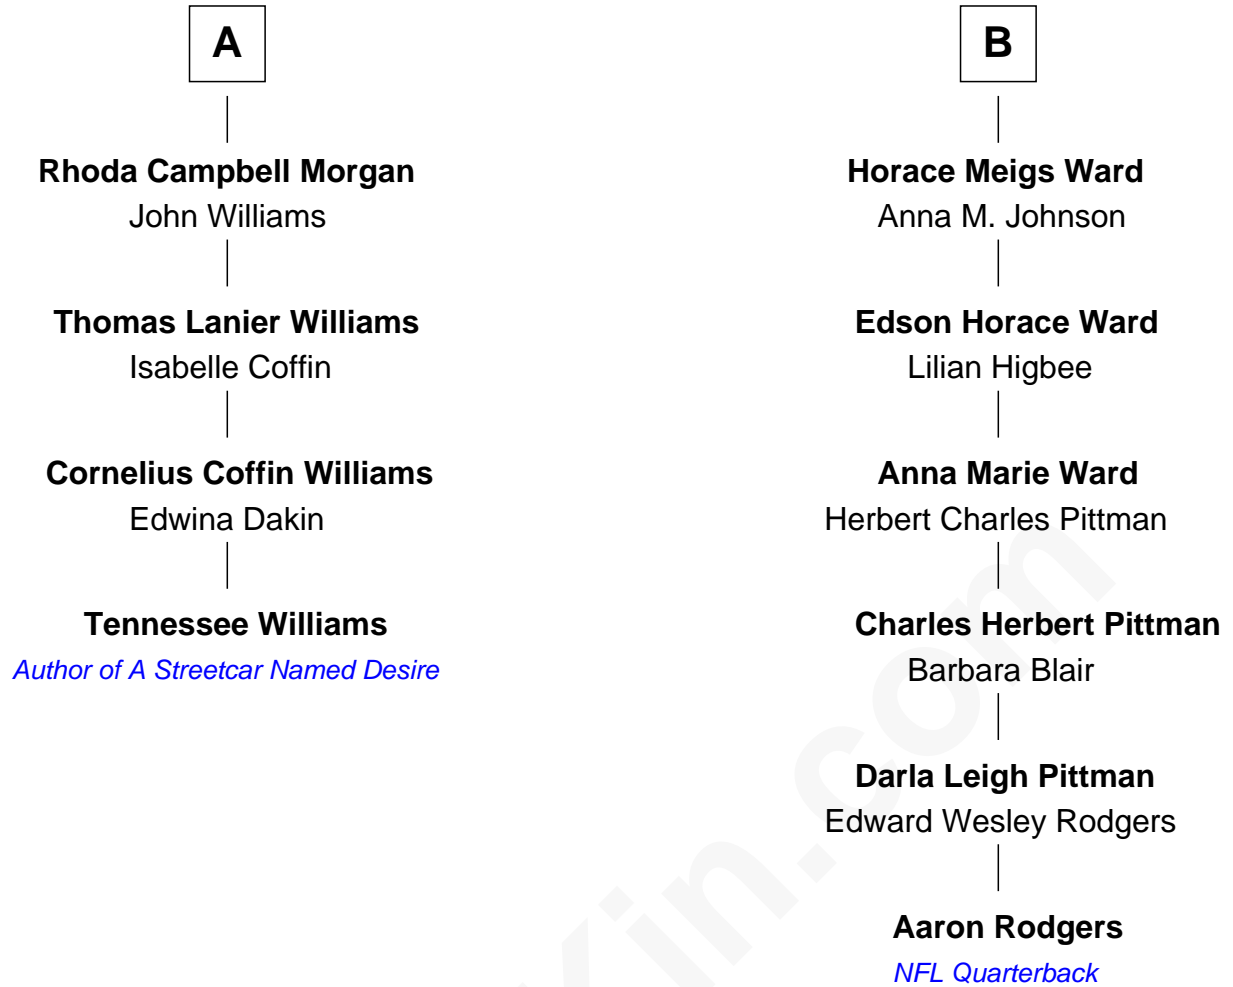 A
Rhoda Campbell Morgan
John Williams
Thomas Lanier Williams
Isabelle Coffin
Cornelius Coffin Williams
Edwina Dakin
Tennessee Williams
Author of A Streetcar Named Desire
B
Horace Meigs Ward
Anna M. Johnson
Edson Horace Ward
Lilian Higbee
Anna Marie Ward
Herbert Charles Pittman
Charles Herbert Pittman
Barbara Blair
Darla Leigh Pittman
Edward Wesley Rodgers
Aaron Rodgers
NFL Quarterback